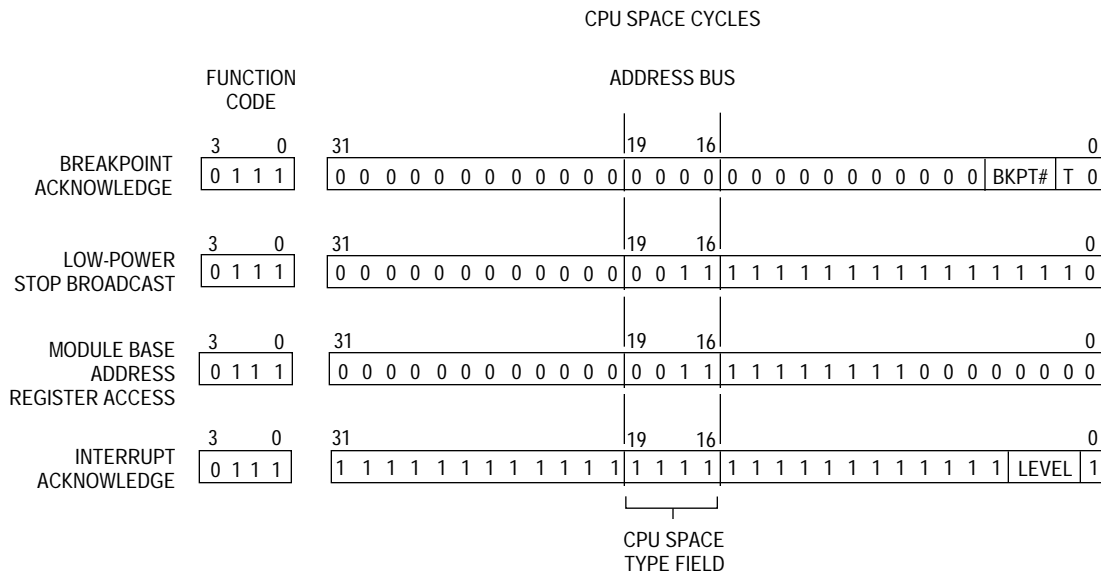 CPU SPACE CYCLES
FUNCTION
CODE
ADDRESS BUS
BREAKPOINT
ACKNOWLEDGE
3 0
0 1 1 1
31 19 16 0
0 0 0 0 0 0 0 0 0 0 0 0 0 0 0 0 0 0 0 0 0 0 0 0 0 0 0 BKPT# T 0
LOW-POWER
STOP BROADCAST
3 0
0 1 1 1
31 19 16 0
0 0 0 0 0 0 0 0 0 0 0 0 0 0 1 1 1 1 1 1 1 1 1 1 1 1 1 1 1 1 1 0
MODULE BASE
ADDRESS
REGISTER ACCESS
3 0
0 1 1 1
31 19 16 0
0 0 0 0 0 0 0 0 0 0 0 0 0 0 1 1 1 1 1 1 1 1 1 1 0 0 0 0 0 0 0 0
INTERRUPT
ACKNOWLEDGE
3 0
0 1 1 1
31 19 16 0
1 1 1 1 1 1 1 1 1 1 1 1 1 1 1 1 1 1 1 1 1 1 1 1 1 1 1 1 LEVEL 1
CPU SPACE
TYPE FIELD